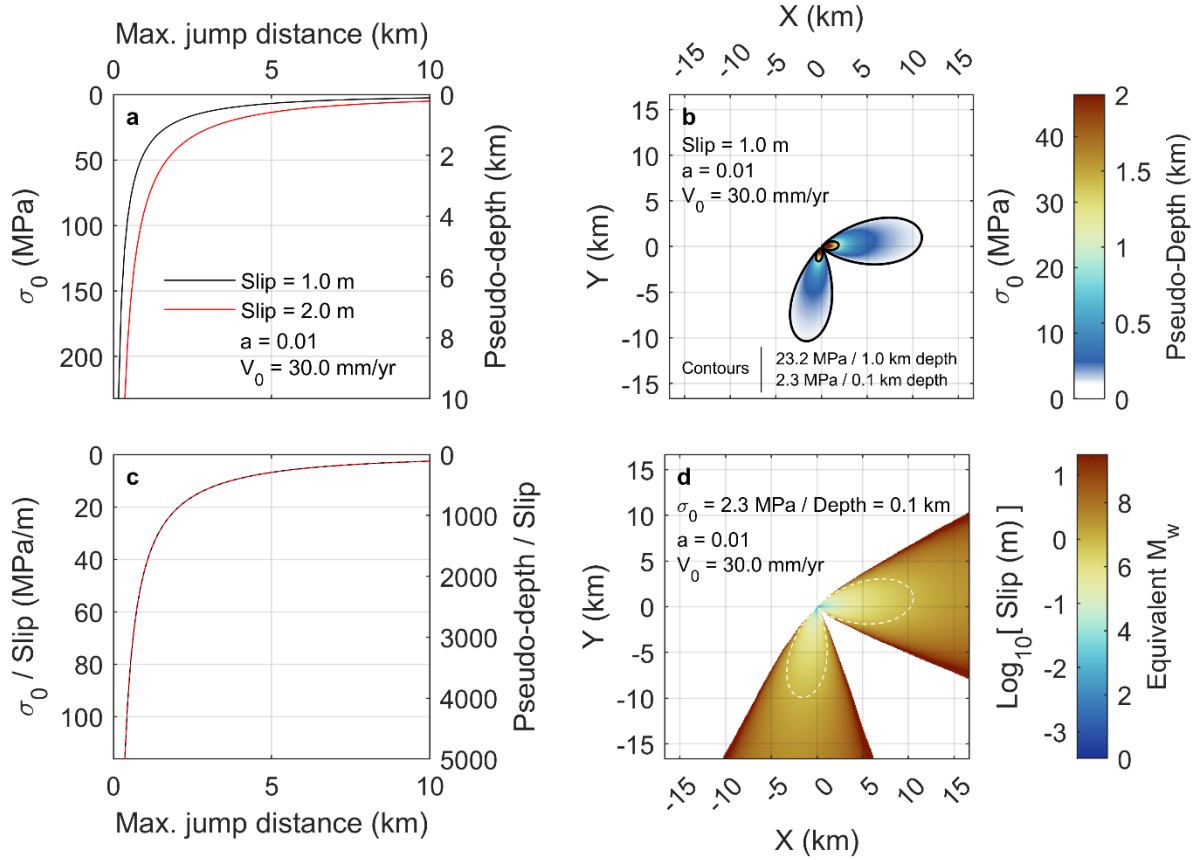 Max. jump distance (km)
0 5 10
a
σ0 (MPa)
0
50
100
150
200
Pseudo-depth (km)
0
2
4
6
8
10
Slip = 1.0 m
Slip = 2.0 m
a = 0.01
V0 = 30.0 mm/yr
X (km)
-15 -10 -5 0 5 10 15
b
Slip = 1.0 m
a = 0.01
V0 = 30.0 mm/yr
Y (km)
15
10
5
0
-5
-10
-15
Contours
23.2 MPa / 1.0 km depth
2.3 MPa / 0.1 km depth
σ0 (MPa)
40
30
20
10
0
Pseudo-Depth (km)
2
1.5
1
0.5
0
c
σ0 / Slip (MPa/m)
0
20
40
60
80
100
Pseudo-depth / Slip
0
1000
2000
3000
4000
5000
0 5 10
Max. jump distance (km)
d
σ0 = 2.3 MPa / Depth = 0.1 km
a = 0.01
V0 = 30.0 mm/yr
Y (km)
15
10
5
0
-5
-10
-15
-15 -10 -5 0 5 10 15
X (km)
Log10[ Slip (m) ]
1
0
-1
-2
-3
Equivalent Mw
8
6
4
2
0